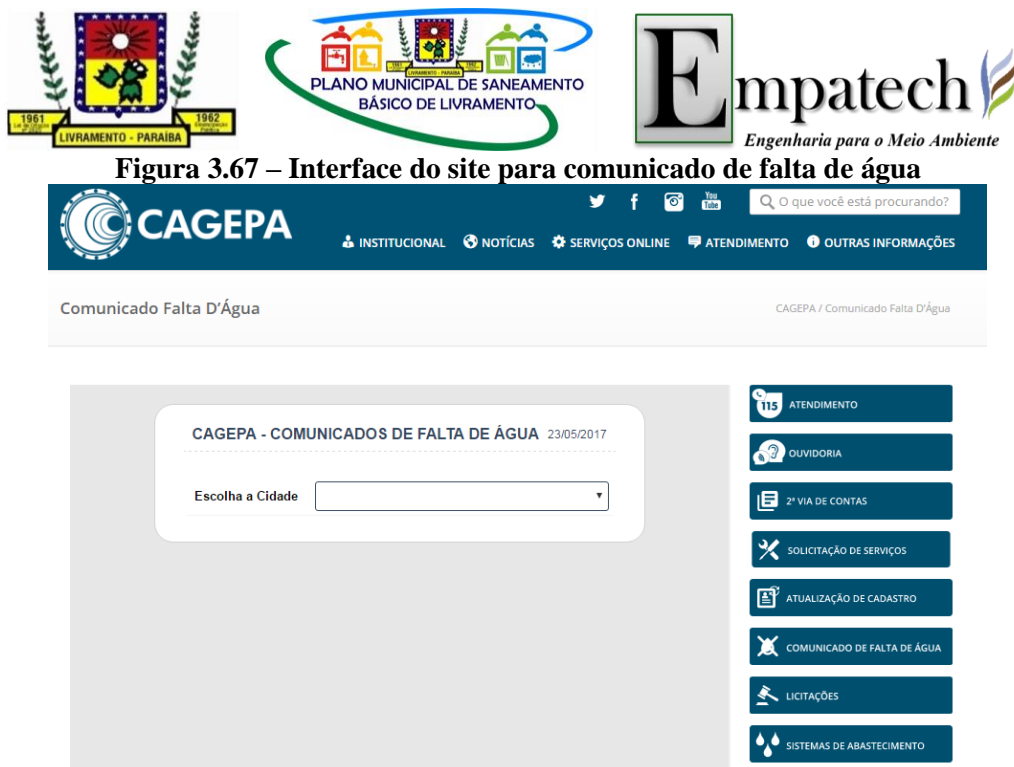 1961
1962
LIVRAMENTO - PARAÍBA
PLANO MUNICIPAL DE SANEAMENTO
BÁSICO DE LIVRAMENTO
Empatech
Engenharia para o Meio Ambiente
Figura 3.67 – Interface do site para comunicado de falta de água
CAGEPA
You
Tube
O que você está procurando?
INSTITUCIONAL NOTÍCIAS SERVIÇOS ONLINE ATENDIMENTO OUTRAS INFORMAÇÕES
Comunicado Falta D'Água
CAGEPA / Comunicado Falta D'Água
CAGEPA - COMUNICADOS DE FALTA DE ÁGUA 23/05/2017
Escolha a Cidade
115 ATENDIMENTO
OUVIDORIA
2ª VIA DE CONTAS
SOLICITAÇÃO DE SERVIÇOS
ATUALIZAÇÃO DE CADASTRO
COMUNICADO DE FALTA DE ÁGUA
LICITAÇÕES
SISTEMAS DE ABASTECIMENTO